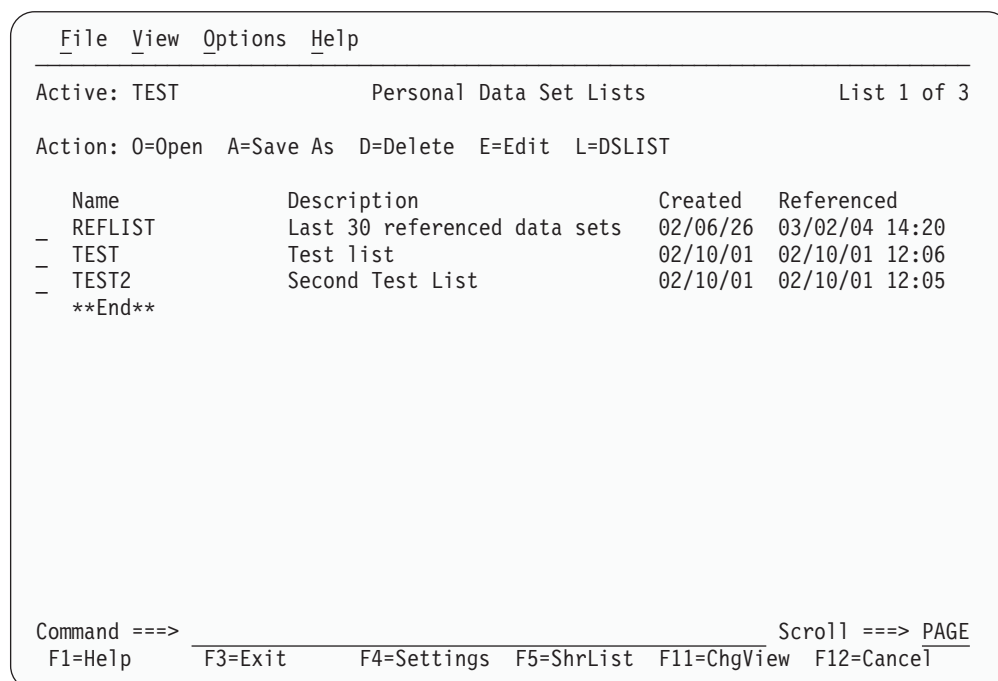 File  View  Options  Help
Active: TEST                Personal Data Set Lists                List 1 of 3
Action: O=Open  A=Save As  D=Delete  E=Edit  L=DSLIST
   Name              Description                    Created   Referenced
_  REFLIST           Last 30 referenced data sets   02/06/26  03/02/04 14:20
_  TEST              Test list                      02/10/01  02/10/01 12:06
_  TEST2             Second Test List               02/10/01  02/10/01 12:05
   **End**
Command ===>                                                  Scroll ===> PAGE
 F1=Help      F3=Exit      F4=Settings  F5=ShrList  F11=ChgView  F12=Cancel